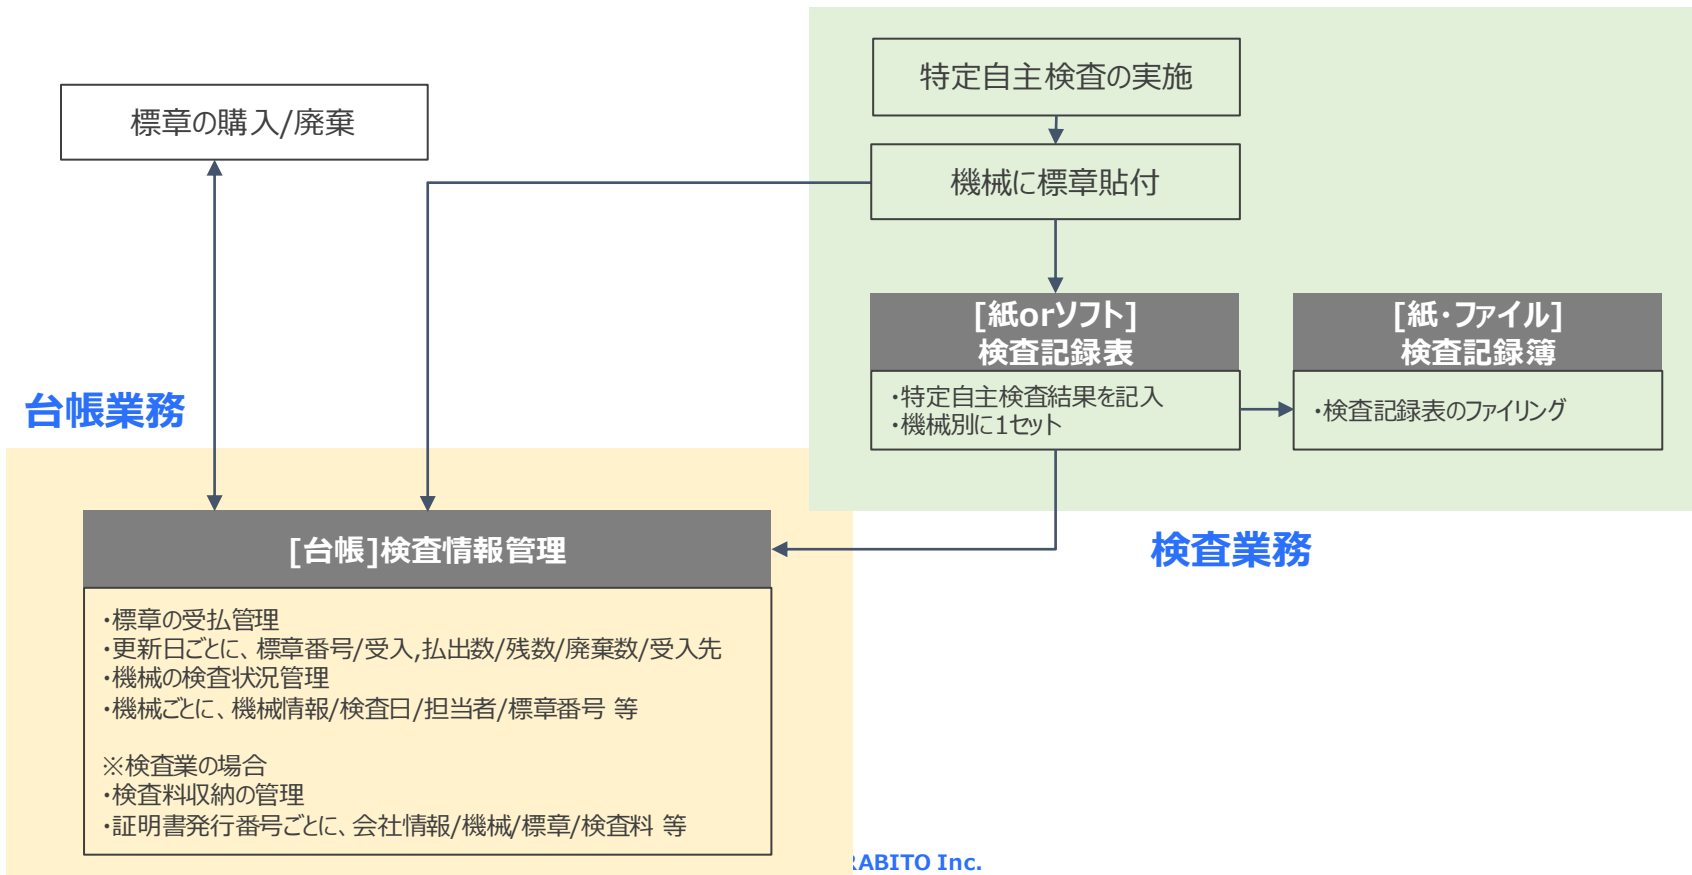 特定自主検査の実施
標章の購入/廃棄
機械に標章貼付
[紙orソフト]
検査記録表
・特定自主検査結果を記入
・機械別に1セット
[紙・ファイル]
検査記録簿
・検査記録表のファイリング
台帳業務
検査業務
[台帳]検査情報管理
・標章の受払管理
・更新日ごとに、標章番号/受入,払出数/残数/廃棄数/受入先
・機械の検査状況管理
・機械ごとに、機械情報/検査日/担当者/標章番号 等
※検査業の場合
・検査料収納の管理
・証明書発行番号ごとに、会社情報/機械/標章/検査料 等
ABITO Inc.